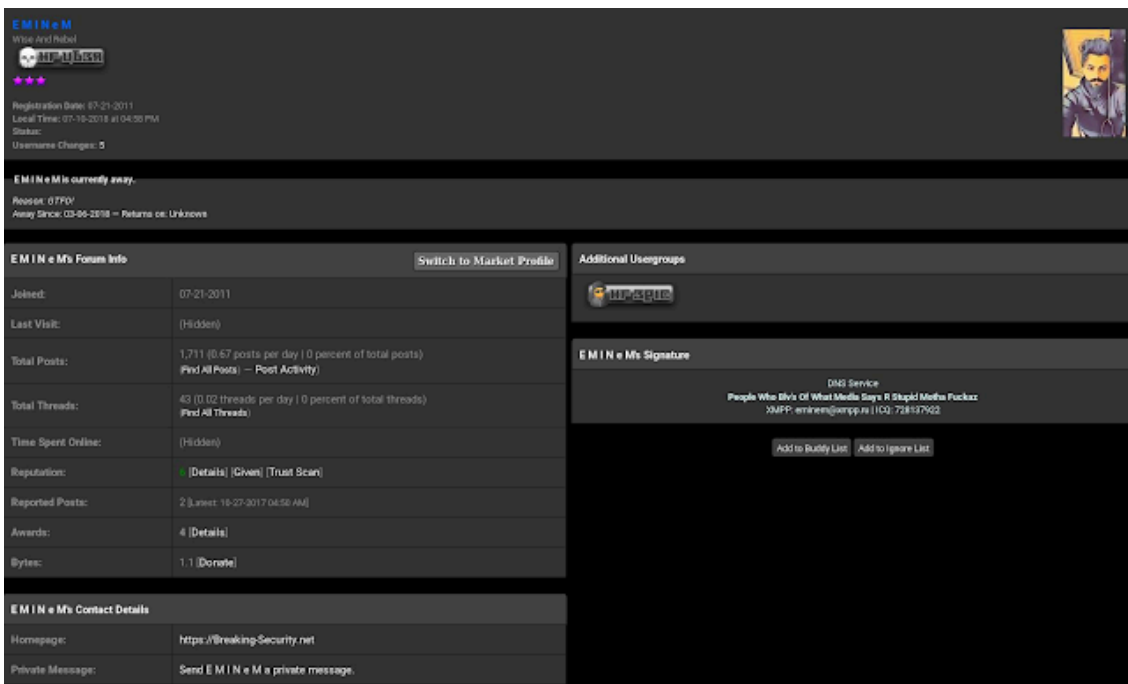 E M I N e M
Wise And Rebel
HF Ub3R
Registration Date: 07-21-2011
Local Time: 07-10-2018 at 04:58 PM
Status:
Username Changes: 5
E M I N e M is currently away.
Reason: GTFO!
Away Since: 03-06-2018 — Returns on: Unknown
E M I N e M's Forum Info
Switch to Market Profile
Joined: 07-21-2011
Last Visit: (Hidden)
Total Posts: 1,711 (0.67 posts per day | 0 percent of total posts)
(Find All Posts) — Post Activity)
Total Threads: 43 (0.02 threads per day | 0 percent of total threads)
(Find All Threads)
Time Spent Online: (Hidden)
Reputation: 6 [Details] [Given] [Trust Scan]
Reported Posts: 2 [Latest: 10-27-2017 04:50 AM]
Awards: 4 [Details]
Bytes: 1.1 [Donate]
E M I N e M's Contact Details
Homepage: https://Breaking-Security.net
Private Message: Send E M I N e M a private message.
Additional Usergroups
E M I N e M's Signature
DNS Service
People Who Blv's Of What Media Says R Stupid Motha Fuckaz
XMPP: eminem@xmpp.ru | ICQ: 728137922
Add to Buddy List Add to Ignore List